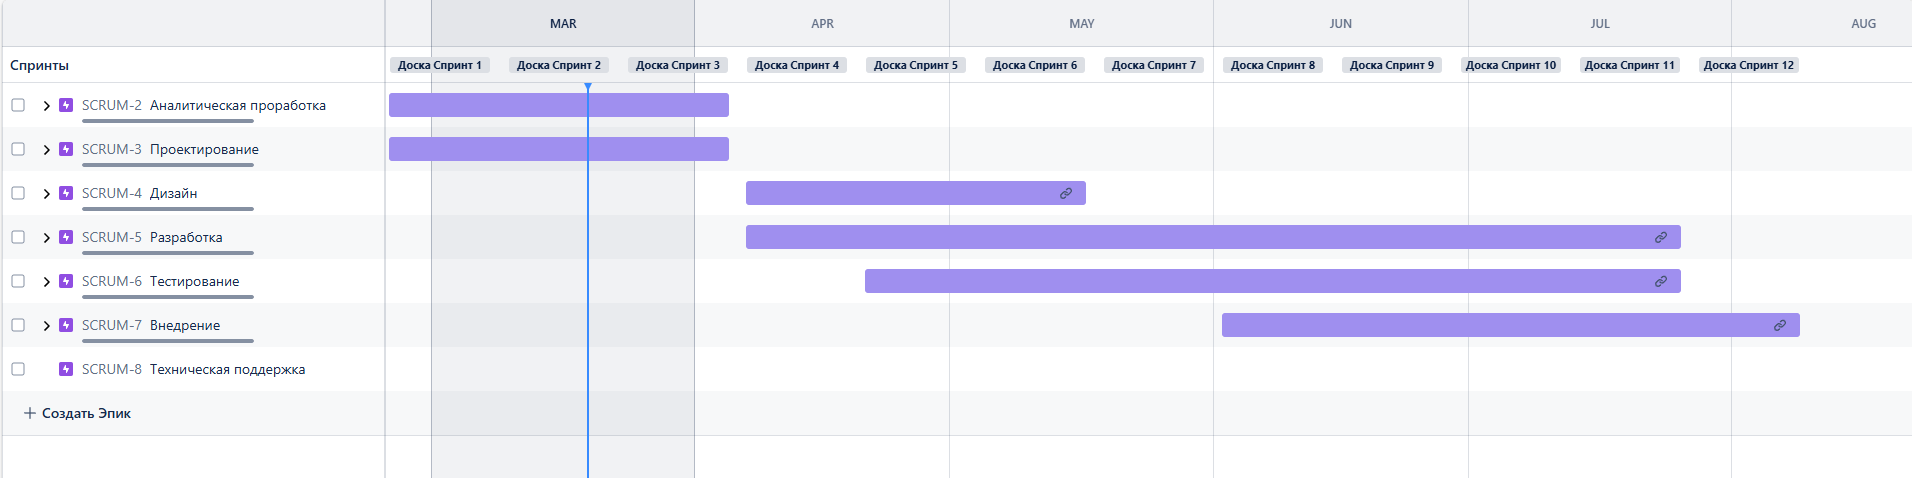 MAR APR MAY JUN JUL AUG
Спринты Доска Спринт 1 Доска Спринт 2 Доска Спринт 3 Доска Спринт 4 Доска Спринт 5 Доска Спринт 6 Доска Спринт 7 Доска Спринт 8 Доска Спринт 9 Доска Спринт 10 Доска Спринт 11 Доска Спринт 12
SCRUM-2 Аналитическая проработка
SCRUM-3 Проектирование
SCRUM-4 Дизайн
SCRUM-5 Разработка
SCRUM-6 Тестирование
SCRUM-7 Внедрение
SCRUM-8 Техническая поддержка
+ Создать Эпик